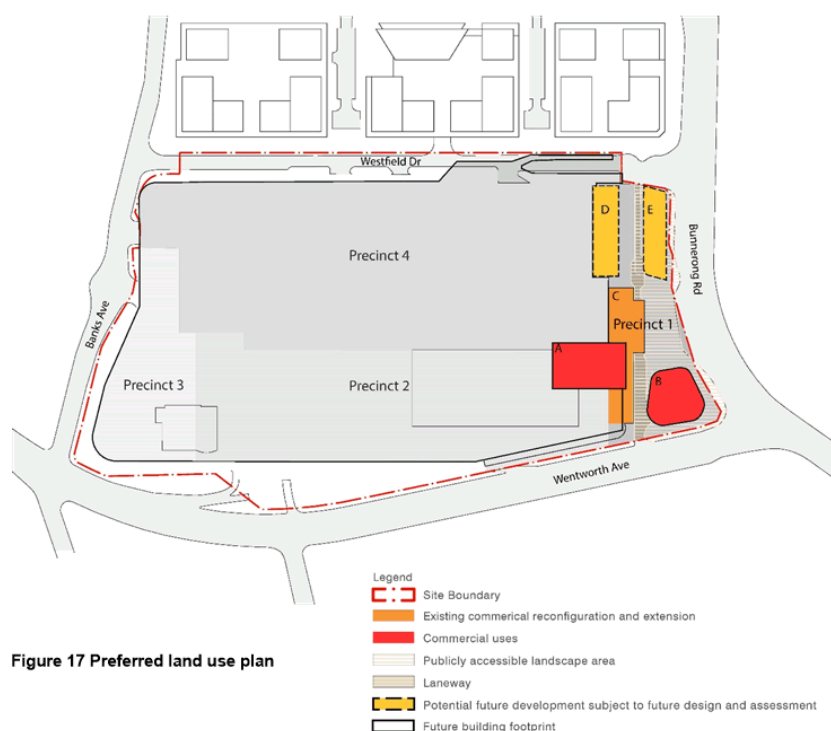 Westfield Dr
D
E
Bunnerong Rd
Precinct 4
Banks Ave
C
Precinct 1
A
Precinct 3
Precinct 2
B
Wentworth Ave
Legend
Site Boundary
Existing commerical reconfiguration and extension
Commercial uses
Publicly accessible landscape area
Laneway
Potential future development subject to future design and assessment
Future building footprint
Figure 17 Preferred land use plan